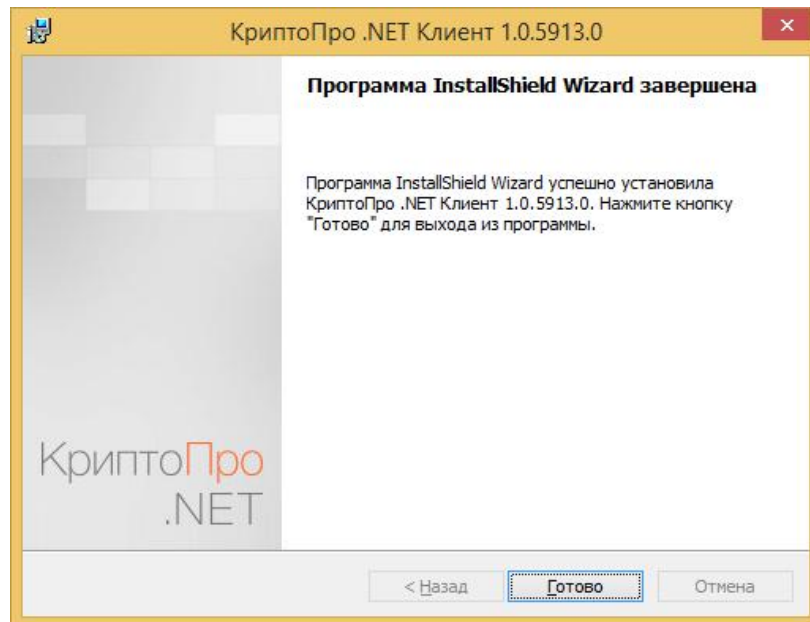 КриптоПро .NET Клиент 1.0.5913.0
Программа InstallShield Wizard завершена
Программа InstallShield Wizard успешно установила
КриптоПро .NET Клиент 1.0.5913.0. Нажмите кнопку
"Готово" для выхода из программы.
КриптоПро
.NET
< Назад
Готово
Отмена